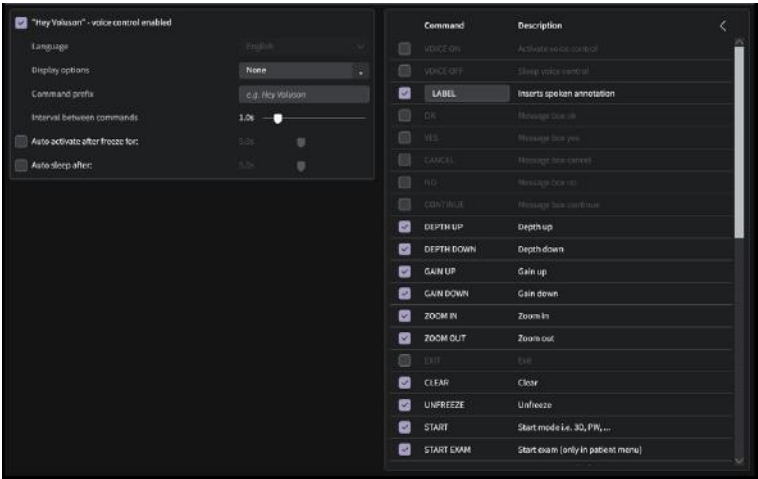 "Hey Voluson" - voice control enabled
Language English
Display options None
Command prefix e.g. Hey Voluson
Interval between commands 1.0s
Auto activate after freeze for: 5.0s
Auto sleep after: 5.0s
Command Description
VOICE ON Activate voice control
VOICE OFF Sleep voice control
LABEL Inserts spoken annotation
OK Message box ok
YES Message box yes
CANCEL Message box cancel
NO Message box no
CONTINUE Message box continue
DEPTH UP Depth up
DEPTH DOWN Depth down
GAIN UP Gain up
GAIN DOWN Gain down
ZOOM IN Zoom in
ZOOM OUT Zoom out
EXIT Exit
CLEAR Clear
UNFREEZE Unfreeze
START Start mode i.e. 3D, PW, ...
START EXAM Start exam (only in patient menu)